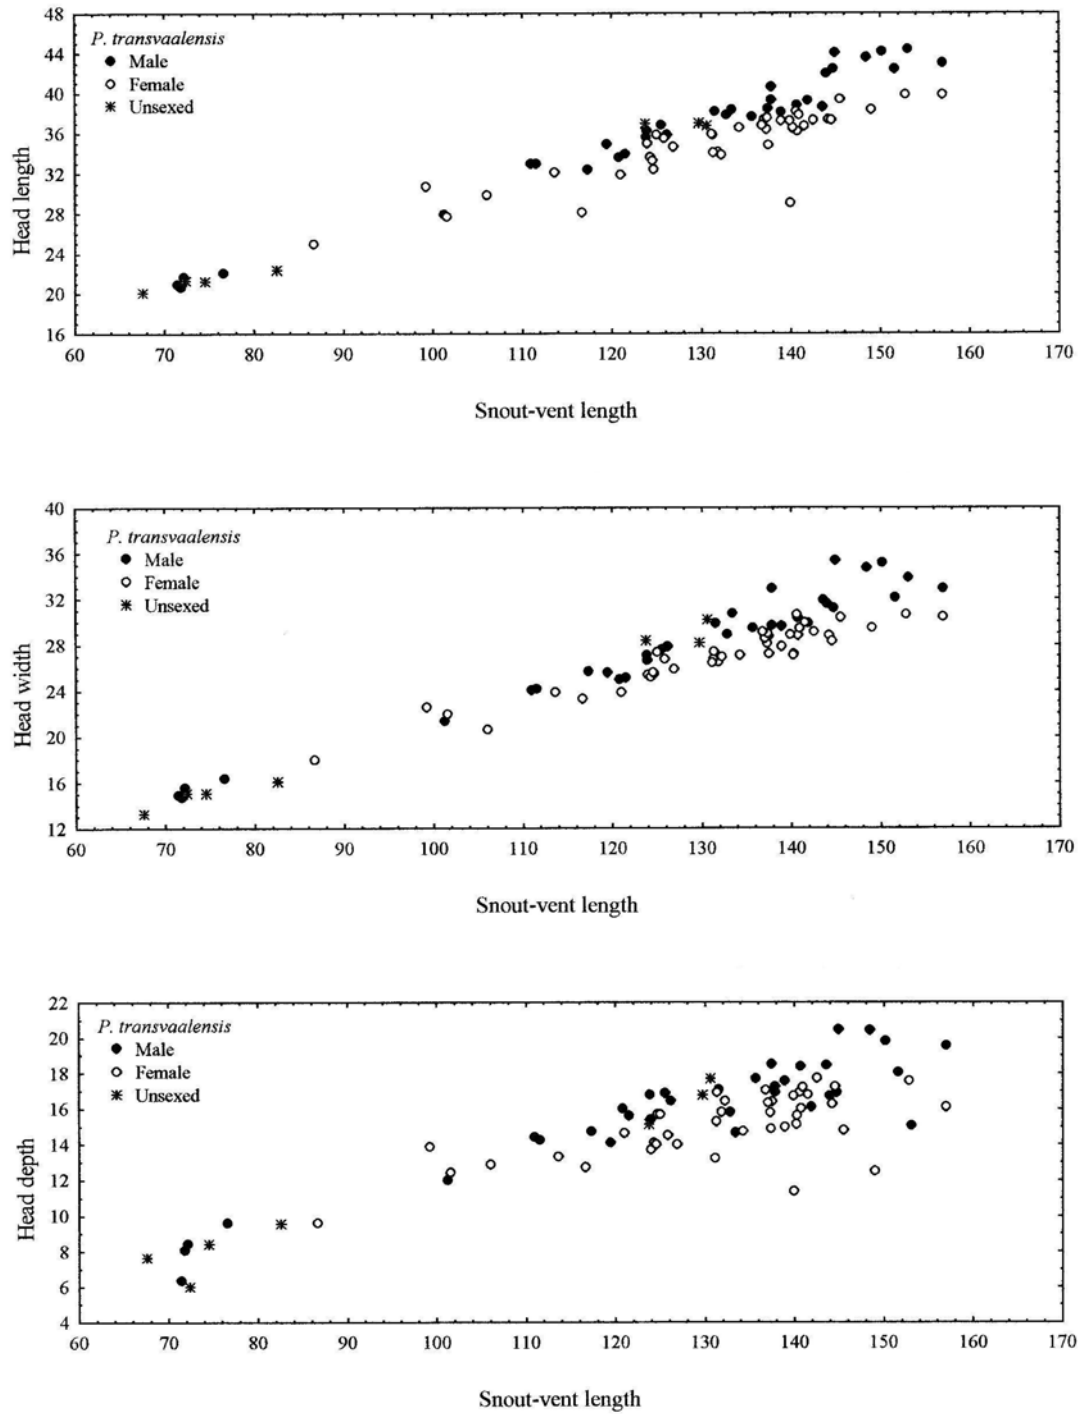 P. transvaalensis
Male
Female
Unsexed
48
44
40
36
32
28
24
20
16
Head length
60 70 80 90 100 110 120 130 140 150 160 170
Snout-vent length
P. transvaalensis
Male
Female
Unsexed
40
36
32
28
24
20
16
12
Head width
60 70 80 90 100 110 120 130 140 150 160 170
Snout-vent length
P. transvaalensis
Male
Female
Unsexed
22
20
18
16
14
12
10
8
6
4
Head depth
60 70 80 90 100 110 120 130 140 150 160 170
Snout-vent length